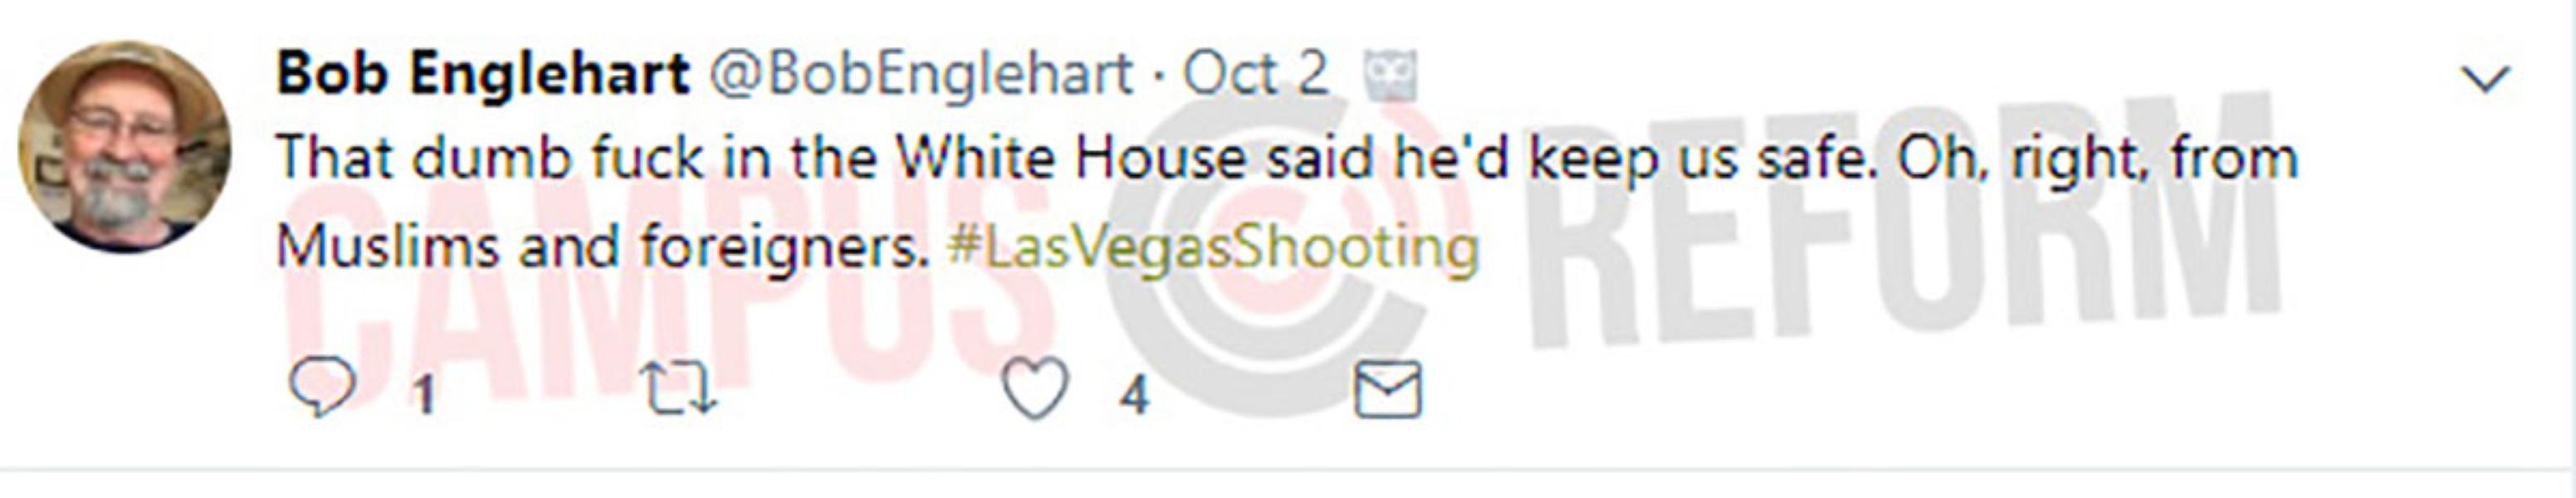 Bob Englehart @BobEnglehart · Oct 2
That dumb fuck in the White House said he'd keep us safe. Oh, right, from
Muslims and foreigners. #LasVegasShooting
CAMPUS REFORM
1 4